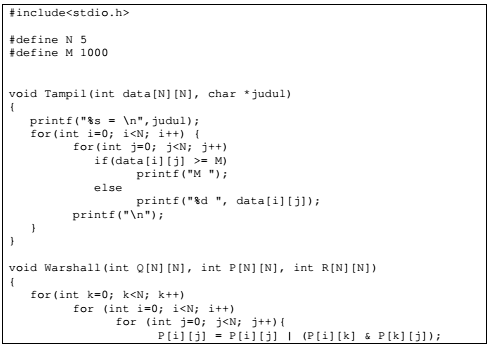 #include<stdio.h>
#define N 5
#define M 1000
void Tampil(int data[N][N], char *judul)
{
printf("%s = \n",judul);
for(int i=0; i<N; i++) {
for(int j=0; j<N; j++)
if(data[i][j] >= M)
printf("M ");
else
printf("%d ", data[i][j]);
printf("\n");
}
}
void Warshall(int Q[N][N], int P[N][N], int R[N][N])
{
for(int k=0; k<N; k++)
for (int i=0; i<N; i++)
for (int j=0; j<N; j++){
P[i][j] = P[i][j] | (P[i][k] & P[k][j]);